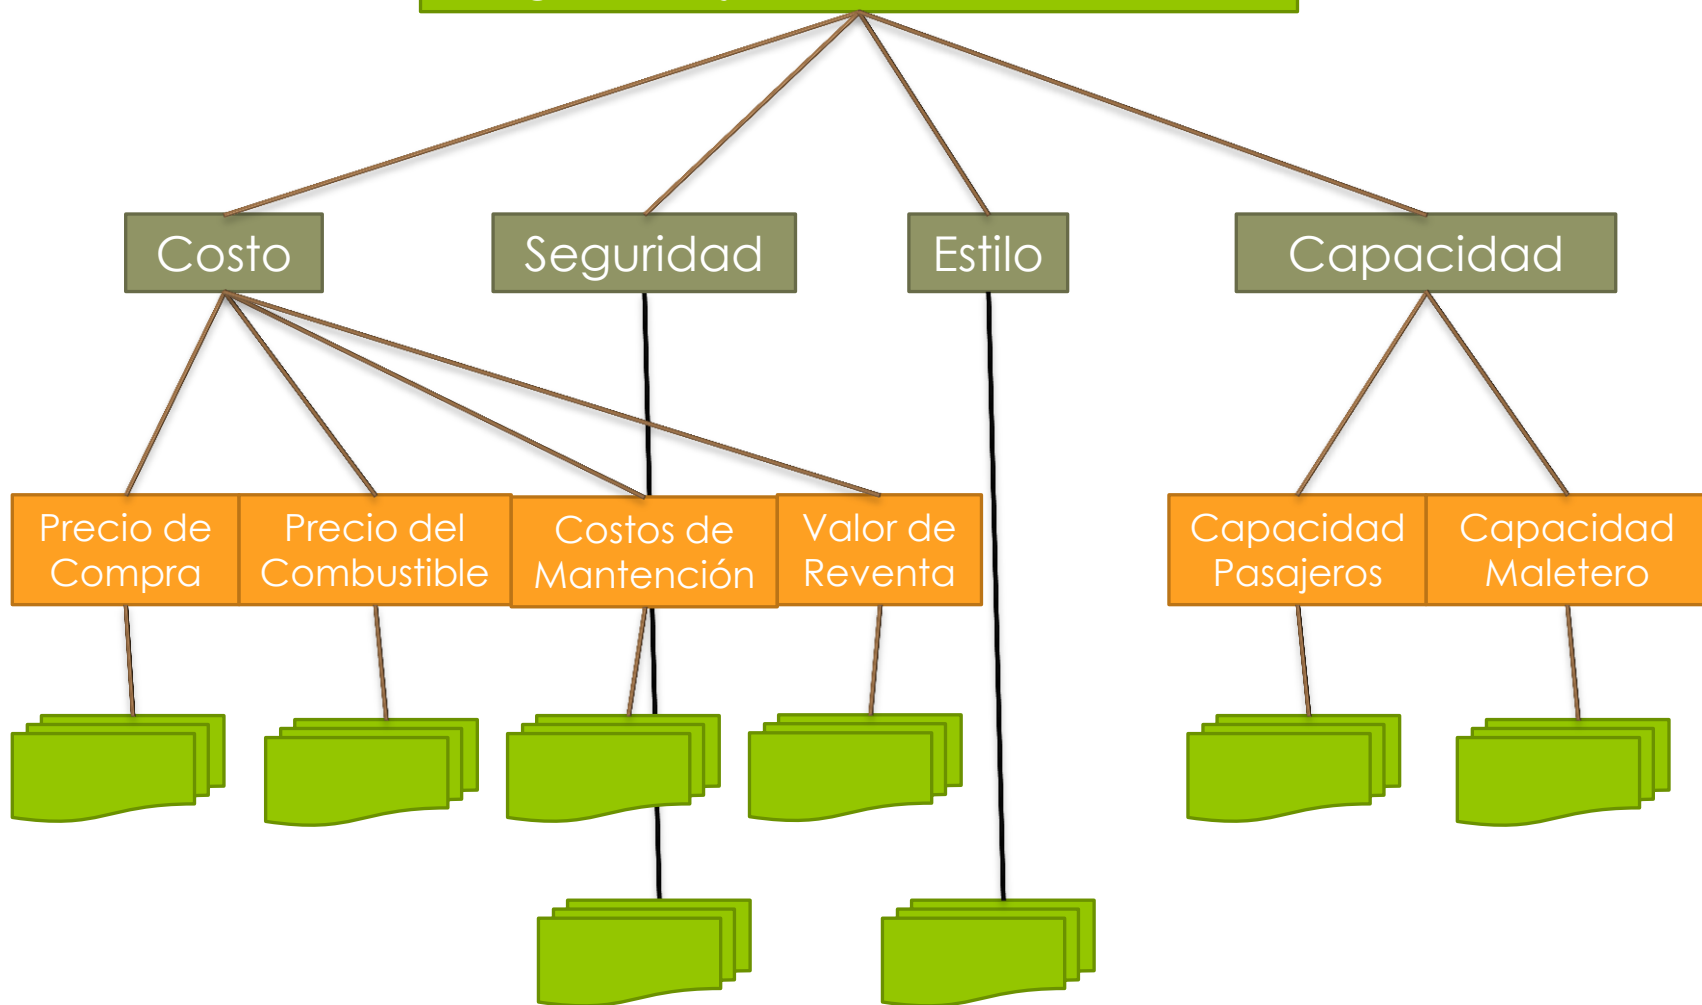 Costo
Seguridad
Estilo
Capacidad
Precio de
Compra
Precio del
Combustible
Costos de
Mantención
Valor de
Reventa
Capacidad
Pasajeros
Capacidad
Maletero